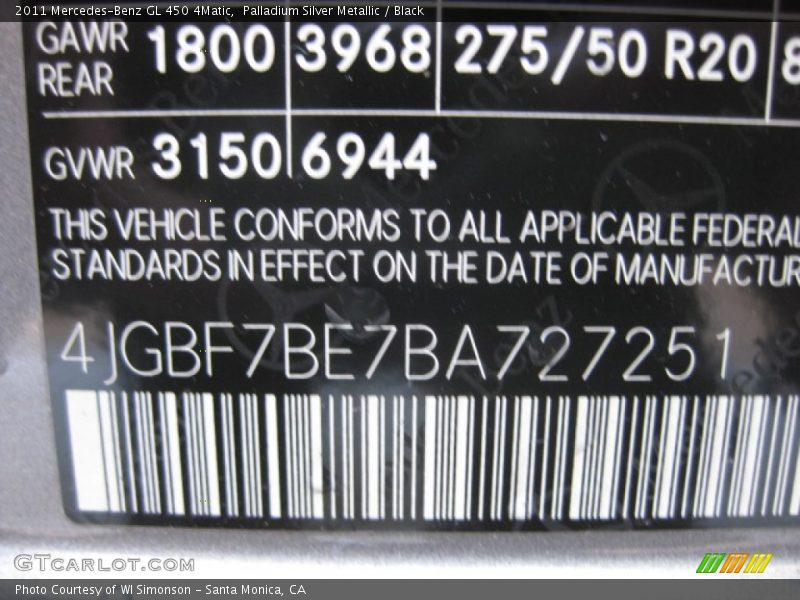 2011 Mercedes-Benz GL 450 4Matic, Palladium Silver Metallic / Black
GAWR REAR 1800 3968 275/50 R20 8
GVWR 3150 6944
THIS VEHICLE CONFORMS TO ALL APPLICABLE FEDERAL
STANDARDS IN EFFECT ON THE DATE OF MANUFACTUR
4JGBF7BE7BA727251
GTCARLOT.COM
Photo Courtesy of WI Simonson - Santa Monica, CA